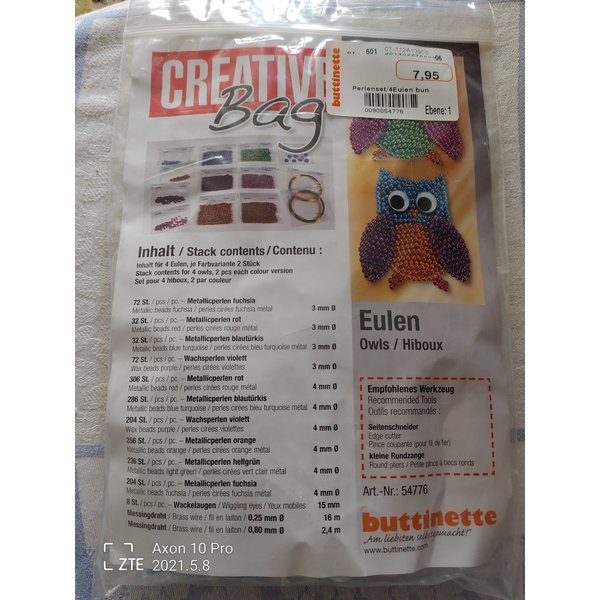 CREATIVE
Bag
buttinette
01 601
06
7,95
Perlenset/4Eulen bun
0090054776
Ebene: 1
Inhalt / Stack contents / Contenu :
Inhalt für 4 Eulen, je Farbvariante 2 Stück
Stack contents for 4 owls, 2 pcs each colour version
Set pour 4 hiboux, 2 par couleur
72 St. / pcs / pc. – Metallicperlen fuchsia
Metallic beads fuchsia / perles cirées fuchsia métal 3 mm Ø
32 St. / pcs / pc. – Metallicperlen rot
Metallic beads red / perles cirées rouge métal 3 mm Ø
32 St. / pcs / pc. – Metallicperlen blautürkis
Metallic beads blue turquoise / perles cirées bleu turquoise métal 3 mm Ø
72 St. / pcs / pc. – Wachsperlen violett
Wax beads purple / perles cirées violettes 3 mm Ø
306 St. / pcs / pc. – Metallicperlen rot
Metallic beads red / perles cirées rouge métal 4 mm Ø
286 St. / pcs / pc. – Metallicperlen blautürkis
Metallic beads blue turquoise / perles cirées bleu turquoise métal 4 mm Ø
204 St. / pcs / pc. – Wachsperlen violett
Wax beads purple / perles cirées violettes 4 mm Ø
256 St. / pcs / pc. – Metallicperlen orange
Metallic beads orange / perles cirées orange métal 4 mm Ø
236 St. / pcs / pc. – Metallicperlen hellgrün
Metallic beads light green / perles cirées vert clair métal 4 mm Ø
204 St. / pcs / pc. – Metallicperlen fuchsia
Metallic beads fuchsia / perles cirées fuchsia métal 4 mm Ø
8 St. / pcs / pc. – Wackelaugen / Wiggling eyes / Yeux mobiles 15 mm
Messingdraht / Brass wire / fil en laiton / 0,25 mm Ø 16 m
Messingdraht / Brass wire / fil en laiton / 0,80 mm Ø 2,4 m
Eulen
Owls / Hiboux
Empfohlenes Werkzeug
Recommended Tools
Outils recommandés :
Seitenschneider
Edge cutter
Pince coupante (pour fil de fer)
kleine Rundzange
Round pliers / Petite pince à becs ronds
Art.-Nr.: 54776
buttinette
„Am liebsten selbstgemacht!"
www.buttinette.com
Axon 10 Pro
ZTE 2021.5.8